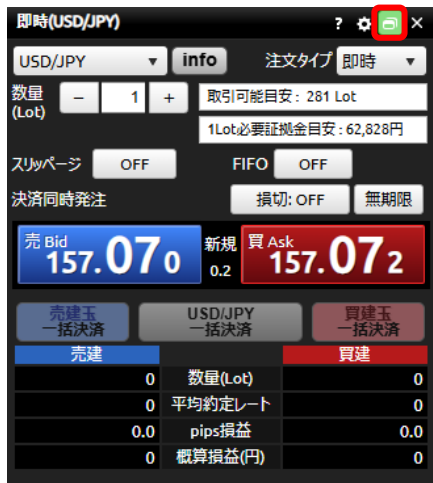 即時(USD/JPY) ? ×
USD/JPY ▼ info 注文タイプ 即時 ▼
数量 − 1 + 取引可能目安 : 281 Lot
(Lot)
1Lot必要証拠金目安 : 62,828円
スリッページ OFF FIFO OFF
決済同時発注 損切: OFF 無期限
売 Bid 新規 買 Ask
157.070 0.2 157.072
売建玉 USD/JPY 買建玉
一括決済 一括決済 一括決済
売建 買建
0 数量(Lot) 0
0 平均約定レート 0
0.0 pips損益 0.0
0 概算損益(円) 0